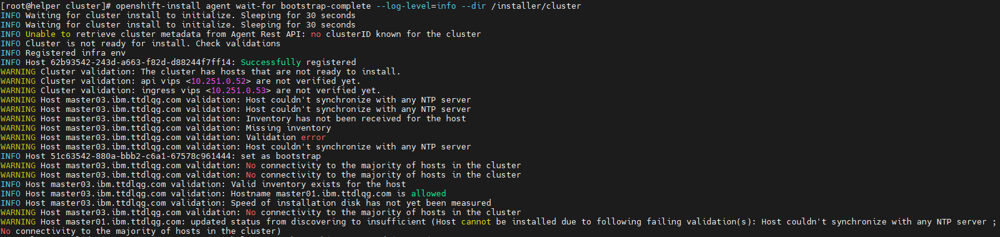 [root@helper cluster]# openshift-install agent wait-for bootstrap-complete --log-level=info --dir /installer/cluster
INFO Waiting for cluster install to initialize. Sleeping for 30 seconds
INFO Waiting for cluster install to initialize. Sleeping for 30 seconds
INFO Unable to retrieve cluster metadata from Agent Rest API: no clusterID known for the cluster
INFO Cluster is not ready for install. Check validations
INFO Registered infra env
INFO Host 62b93542-243d-a663-f82d-d88244f7ff14: Successfully registered
WARNING Cluster validation: The cluster has hosts that are not ready to install.
WARNING Cluster validation: api vips <10.251.0.52> are not verified yet.
WARNING Cluster validation: ingress vips <10.251.0.53> are not verified yet.
WARNING Host master03.ibm.ttdlqg.com validation: Host couldn't synchronize with any NTP server
WARNING Host master03.ibm.ttdlqg.com validation: Host couldn't synchronize with any NTP server
WARNING Host master03.ibm.ttdlqg.com validation: Inventory has not been received for the host
WARNING Host master03.ibm.ttdlqg.com validation: Missing inventory
WARNING Host master03.ibm.ttdlqg.com validation: Validation error
WARNING Host master03.ibm.ttdlqg.com validation: Host couldn't synchronize with any NTP server
INFO Host 51c63542-880a-bbb2-c6a1-67578c961444: set as bootstrap
WARNING Host master03.ibm.ttdlqg.com validation: No connectivity to the majority of hosts in the cluster
WARNING Host master03.ibm.ttdlqg.com validation: No connectivity to the majority of hosts in the cluster
INFO Host master03.ibm.ttdlqg.com validation: Valid inventory exists for the host
INFO Host master03.ibm.ttdlqg.com validation: Hostname master01.ibm.ttdlqg.com is allowed
INFO Host master03.ibm.ttdlqg.com validation: Speed of installation disk has not yet been measured
WARNING Host master03.ibm.ttdlqg.com validation: No connectivity to the majority of hosts in the cluster
WARNING Host master01.ibm.ttdlqg.com: updated status from discovering to insufficient (Host cannot be installed due to following failing validation(s): Host couldn't synchronize with any NTP server ;
No connectivity to the majority of hosts in the cluster)